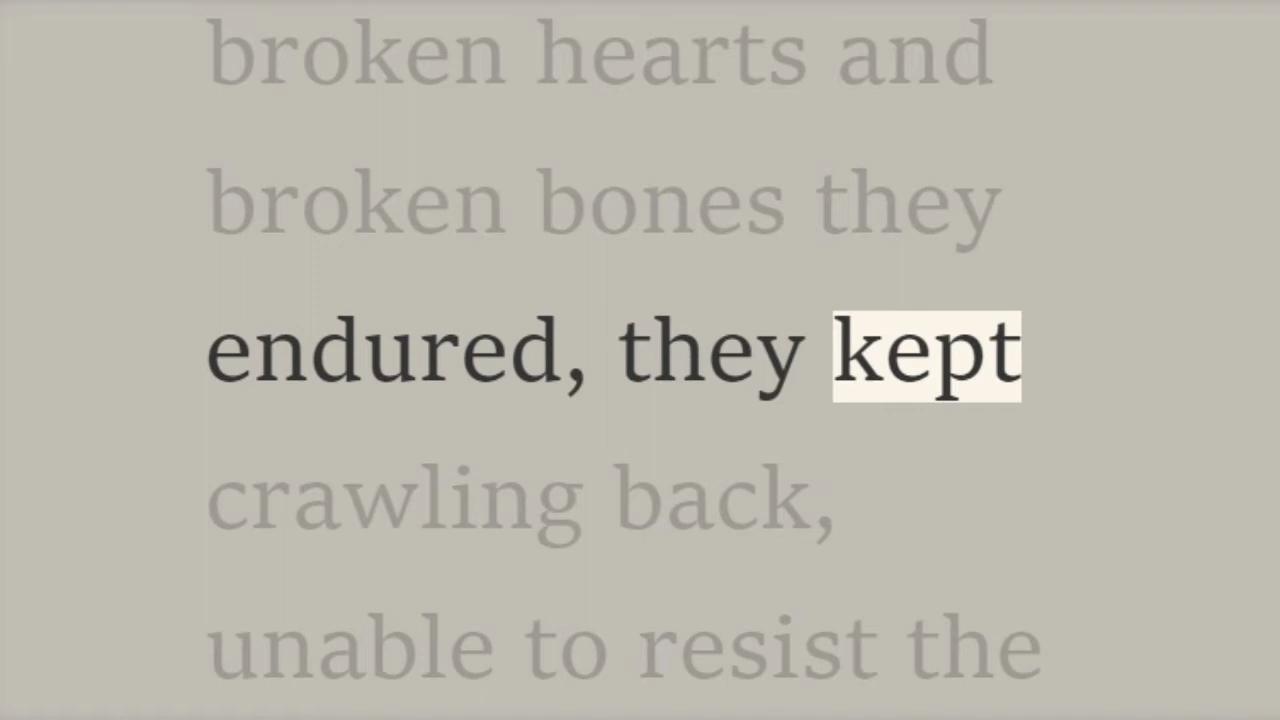 broken hearts and
broken bones they
endured, they kept
crawling back,
unable to resist the